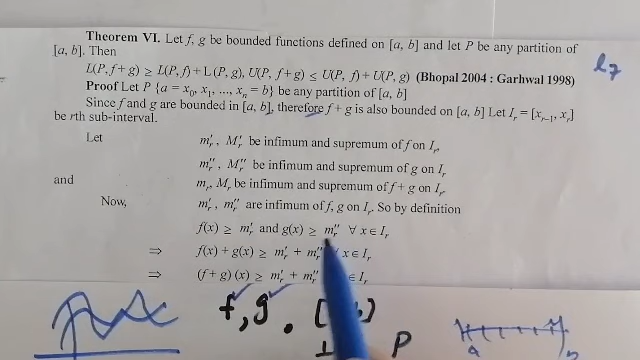 Theorem VI. Let f, g be bounded functions defined on [a, b] and let P be any partition of
[a, b]. Then
L(P, f + g) ≥ L(P, f) + L (P, g), U(P, f + g) ≤ U(P, f) + U(P, g) (Bhopal 2004 : Garhwal 1998)
Proof Let P {a = x₀, x₁, ..., xₙ = b} be any partition of [a, b]
Since f and g are bounded in [a, b], therefore f + g is also bounded on [a, b] Let Iᵣ = [xᵣ₋₁, xᵣ]
be rth sub-interval.
Let m′ᵣ , M′ᵣ be infimum and supremum of f on Iᵣ,
m″ᵣ , M″ᵣ be infimum and supremum of g on Iᵣ
and mᵣ, Mᵣ be infimum and supremum of f + g on Iᵣ
Now, m′ᵣ , m″ᵣ are infimum of f, g on Iᵣ. So by definition
f(x) ≥ m′ᵣ and g(x) ≥ m″ᵣ ∀ x ∈ Iᵣ
⇒ f(x) + g(x) ≥ m′ᵣ + m″ᵣ x ∈ Iᵣ
⇒ (f + g) (x) ≥ m′ᵣ + m″ᵣ ∈ Iᵣ
f, g
P
a